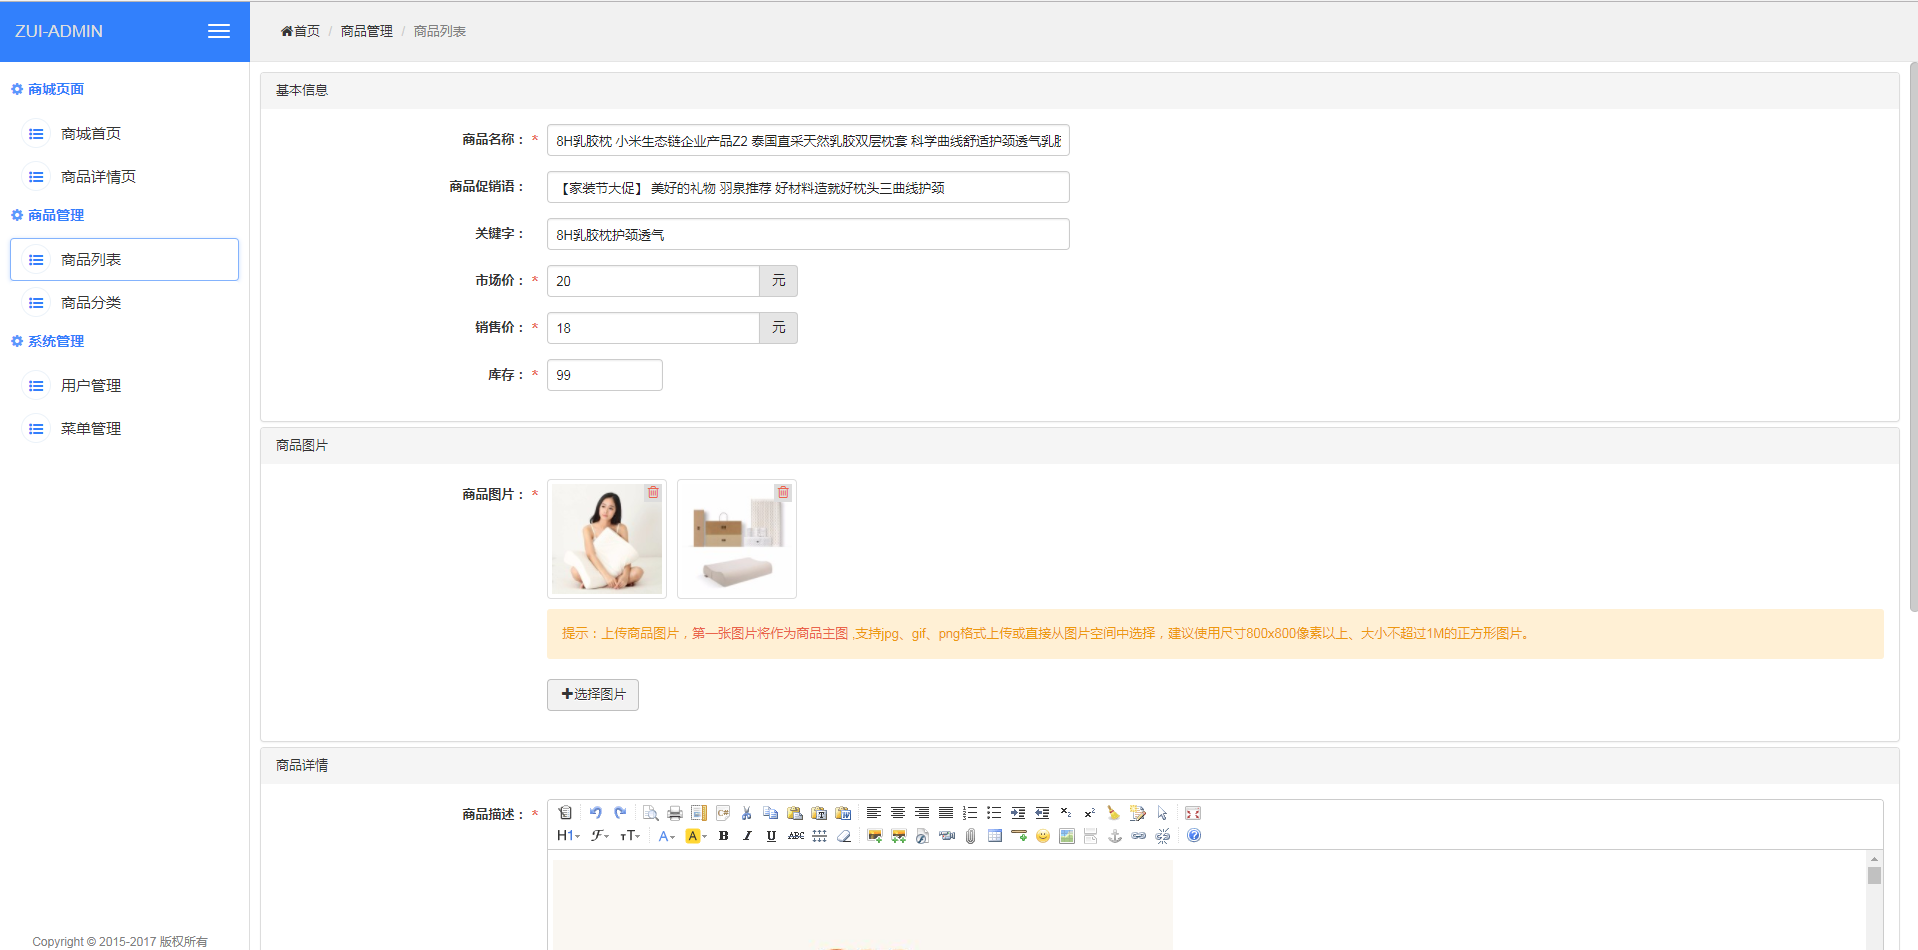 ZUI-ADMIN
首页 / 商品管理 / 商品列表
商城页面
商城首页
商品详情页
商品管理
商品列表
商品分类
系统管理
用户管理
菜单管理
Copyright © 2015-2017 版权所有
基本信息
商品名称： * 8H乳胶枕 小米生态链企业产品Z2 泰国直采天然乳胶双层枕套 科学曲线舒适护颈透气乳胶
商品促销语： 【家装节大促】 美好的礼物 羽泉推荐 好材料造就好枕头三曲线护颈
关键字： 8H乳胶枕护颈透气
市场价： * 20 元
销售价： * 18 元
库存： * 99
商品图片
商品图片： *
提示：上传商品图片，第一张图片将作为商品主图 ,支持jpg、gif、png格式上传或直接从图片空间中选择，建议使用尺寸800x800像素以上、大小不超过1M的正方形图片。
选择图片
商品详情
商品描述： *
H1 F тT A A B I U ABC